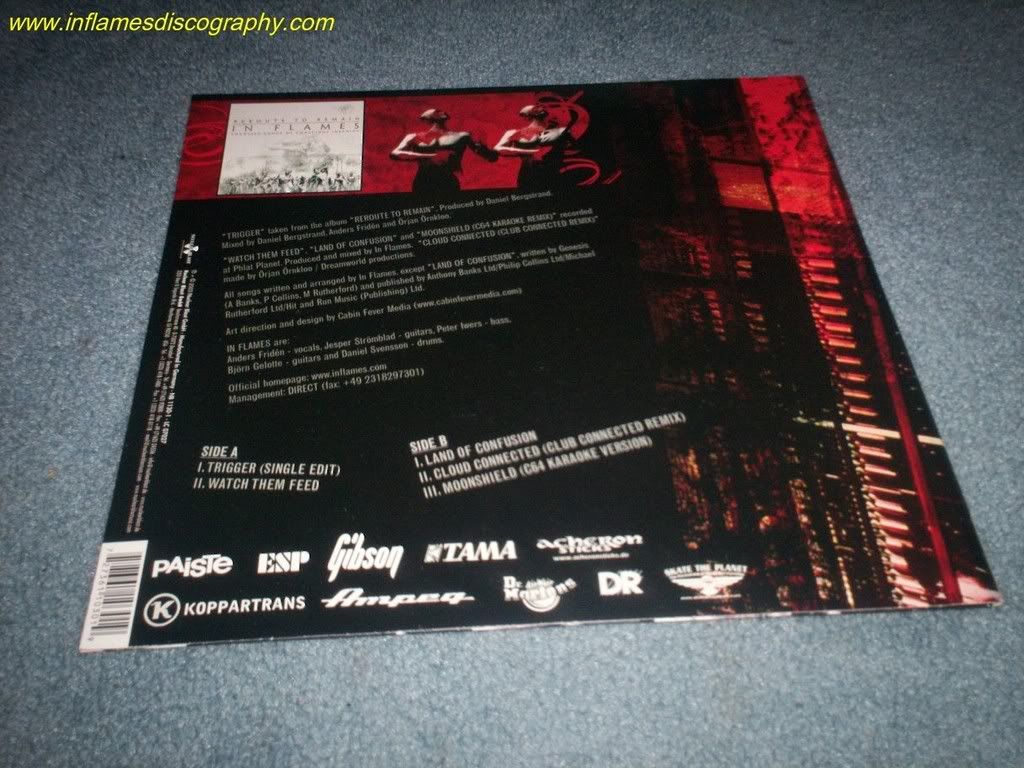 www.inflamesdiscography.com
REROUTE TO REMAIN
IN FLAMES
"TRIGGER" taken from the album "REROUTE TO REMAIN". Produced by Daniel Bergstrand.
Mixed by Daniel Bergstrand, Anders Fridén and Örjan Örnkloo.
"WATCH THEM FEED", "LAND OF CONFUSION" and "MOONSHIELD (C64 KARAOKE REMIX)" recorded
at Phlat Planet. Produced and mixed by In Flames. "CLOUD CONNECTED (CLUB CONNECTED REMIX)"
made by Örjan Örnkloo / Dreamworld productions.
All songs written and arranged by In Flames, except "LAND OF CONFUSION", written by Genesis
(A Banks, P Collins, M Rutherford) and published by Anthony Banks Ltd/Philip Collins Ltd/Michael
Rutherford Ltd/Hit and Run Music (Publishing) Ltd.
Art direction and design by Cabin Fever Media (www.cabinfevermedia.com)
IN FLAMES are:
Anders Fridén - vocals, Jesper Strömblad - guitars, Peter Iwers - bass,
Björn Gelotte - guitars and Daniel Svensson - drums.
Official homepage: www.inflames.com
Management: DIRECT (fax: +49 2318297301)
SIDE A
I. TRIGGER (SINGLE EDIT)
II. WATCH THEM FEED
SIDE B
I. LAND OF CONFUSION
II. CLOUD CONNECTED (CLUB CONNECTED REMIX)
III. MOONSHIELD (C64 KARAOKE VERSION)
PAiSTe
ESP
Gibson
TAMA
acheron
STICKS
KOPPARTRANS
Ampeg
Dr. Martens
DR
SKATE THE PLANET